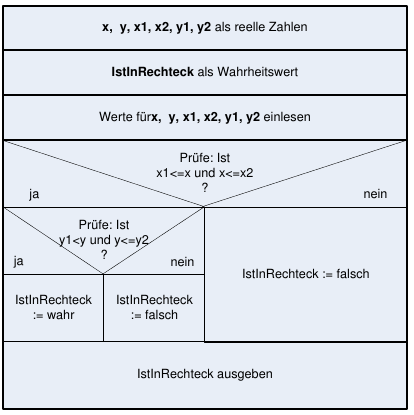 x, y, x1, x2, y1, y2 als reelle Zahlen
IstInRechteck als Wahrheitswert
Werte fürx, y, x1, x2, y1, y2 einlesen
Prüfe: Ist
x1<=x und x<=x2
?
ja
nein
Prüfe: Ist
y1<y und y<=y2
?
ja
nein
IstInRechteck := falsch
IstInRechteck
:= wahr
IstInRechteck
:= falsch
IstInRechteck ausgeben